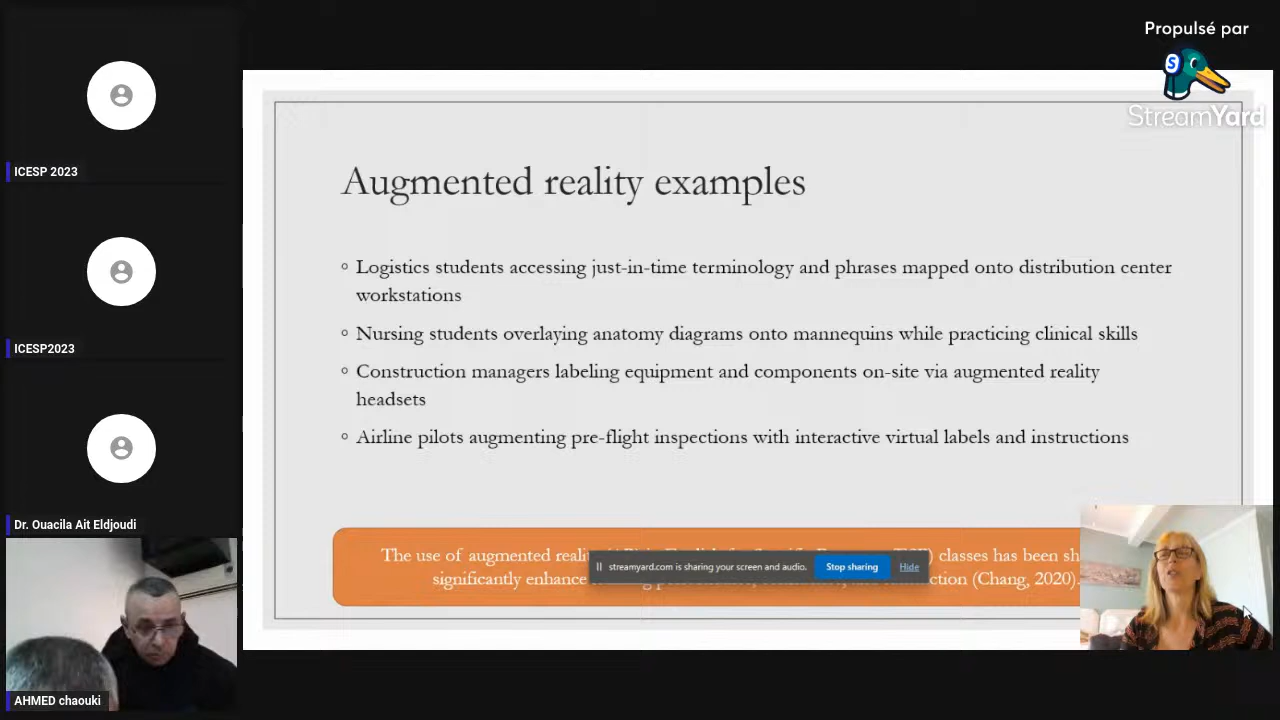 Propulsé par
StreamYard
ICESP 2023
ICESP2023
Dr. Ouacila Ait Eldjoudi
AHMED chaouki
Augmented reality examples
◦ Logistics students accessing just-in-time terminology and phrases mapped onto distribution center
workstations
◦ Nursing students overlaying anatomy diagrams onto mannequins while practicing clinical skills
◦ Construction managers labeling equipment and components on-site via augmented reality
headsets
◦ Airline pilots augmenting pre-flight inspections with interactive virtual labels and instructions
The use of augmented classes has been
significantly enhance (Chang, 2020).
streamyard.com is sharing your screen and audio. Stop sharing Hide